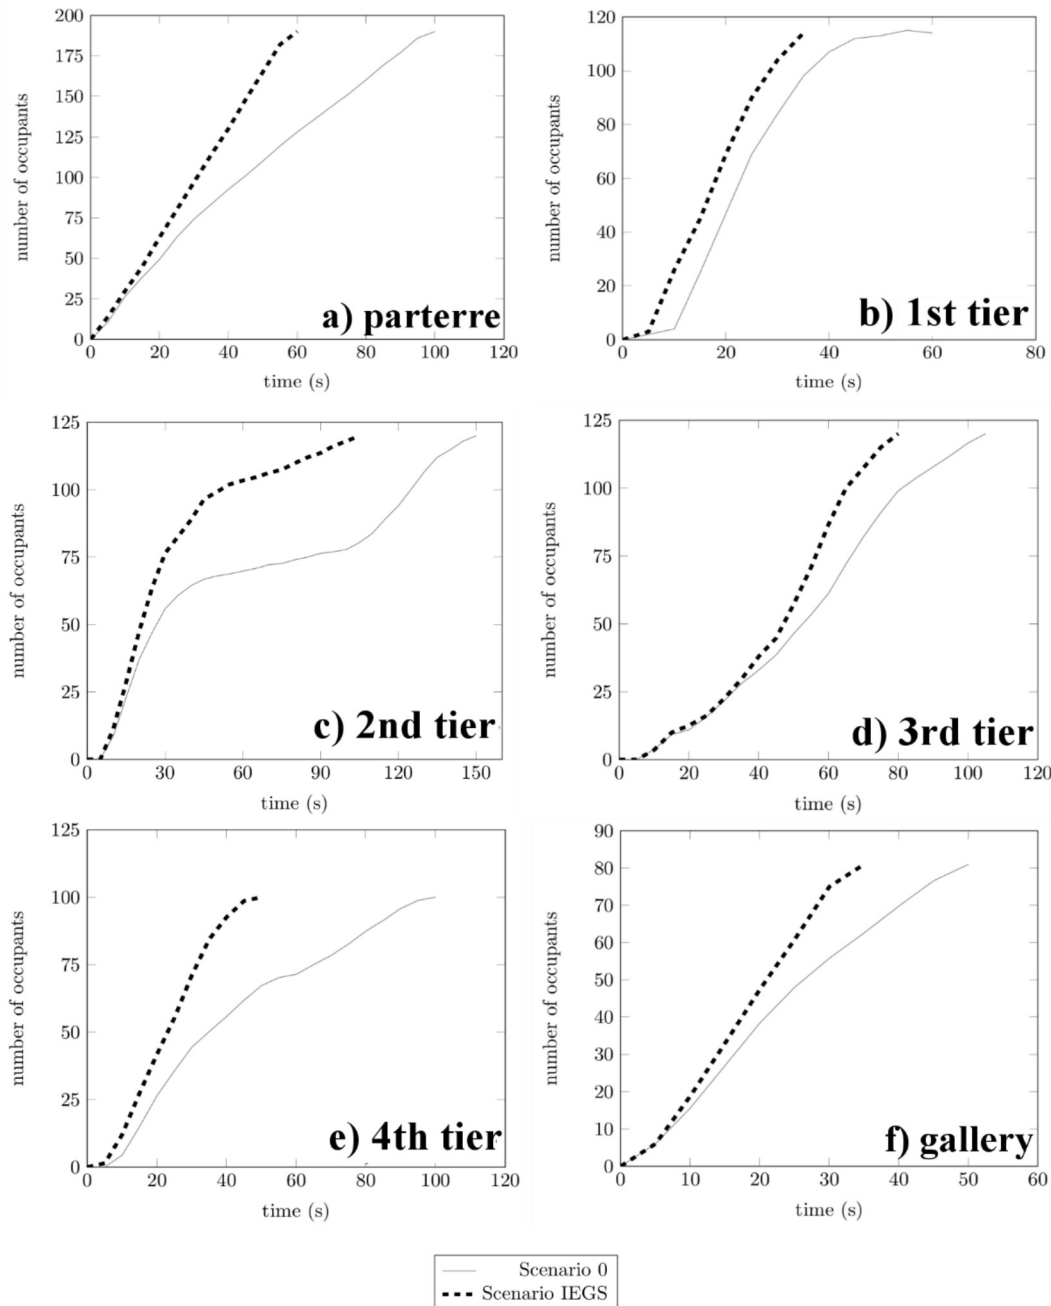 200
175
150
125
100
75
50
25
0
number of occupants
0 20 40 60 80 100 120
time (s)
a) parterre
120
100
80
60
40
20
0
number of occupants
0 20 40 60 80
time (s)
b) 1st tier
125
100
75
50
25
0
number of occupants
0 30 60 90 120 150
time (s)
c) 2nd tier
125
100
75
50
25
0
number of occupants
0 20 40 60 80 100 120
time (s)
d) 3rd tier
125
100
75
50
25
0
number of occupants
0 20 40 60 80 100 120
time (s)
e) 4th tier
90
80
70
60
50
40
30
20
10
0
number of occupants
0 10 20 30 40 50 60
time (s)
f) gallery
Scenario 0
Scenario IEGS